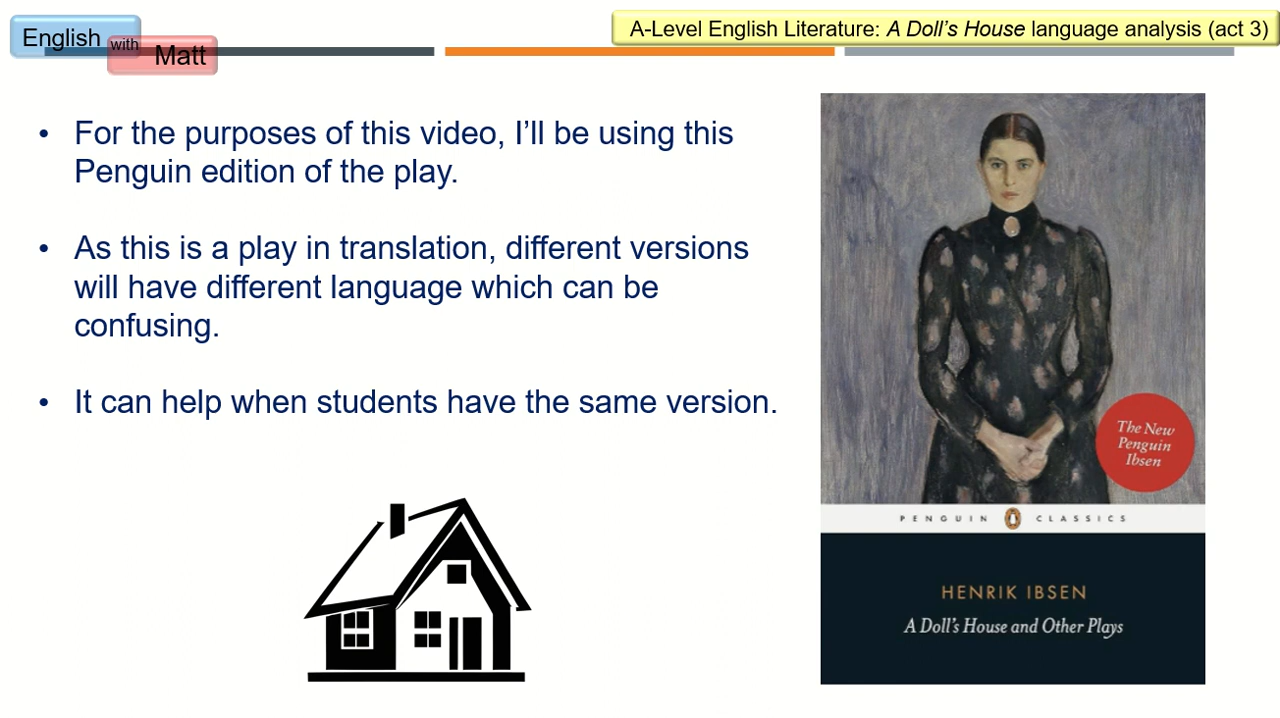 English with Matt
A-Level English Literature: A Doll's House language analysis (act 3)
• For the purposes of this video, I'll be using this
Penguin edition of the play.
• As this is a play in translation, different versions
will have different language which can be
confusing.
• It can help when students have the same version.
The New
Penguin
Ibsen
PENGUIN CLASSICS
HENRIK IBSEN
A Doll's House and Other Plays